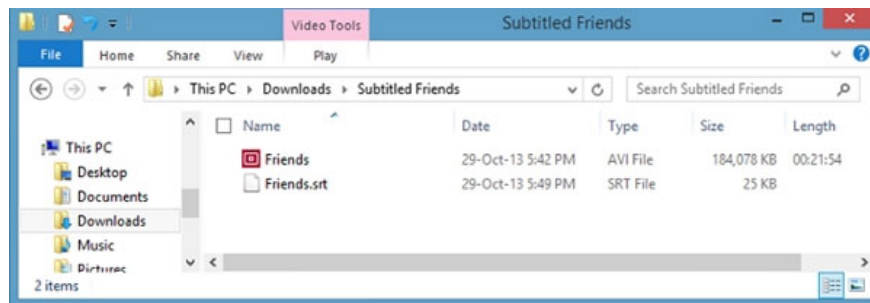 Video Tools
Subtitled Friends
File Home Share View Play
This PC Downloads Subtitled Friends Search Subtitled Friends
Name Date Type Size Length
This PC
Desktop
Documents
Downloads
Music
Pictures
Friends 29-Oct-13 5:42 PM AVI File 184,078 KB 00:21:54
Friends.srt 29-Oct-13 5:49 PM SRT File 25 KB
2 items